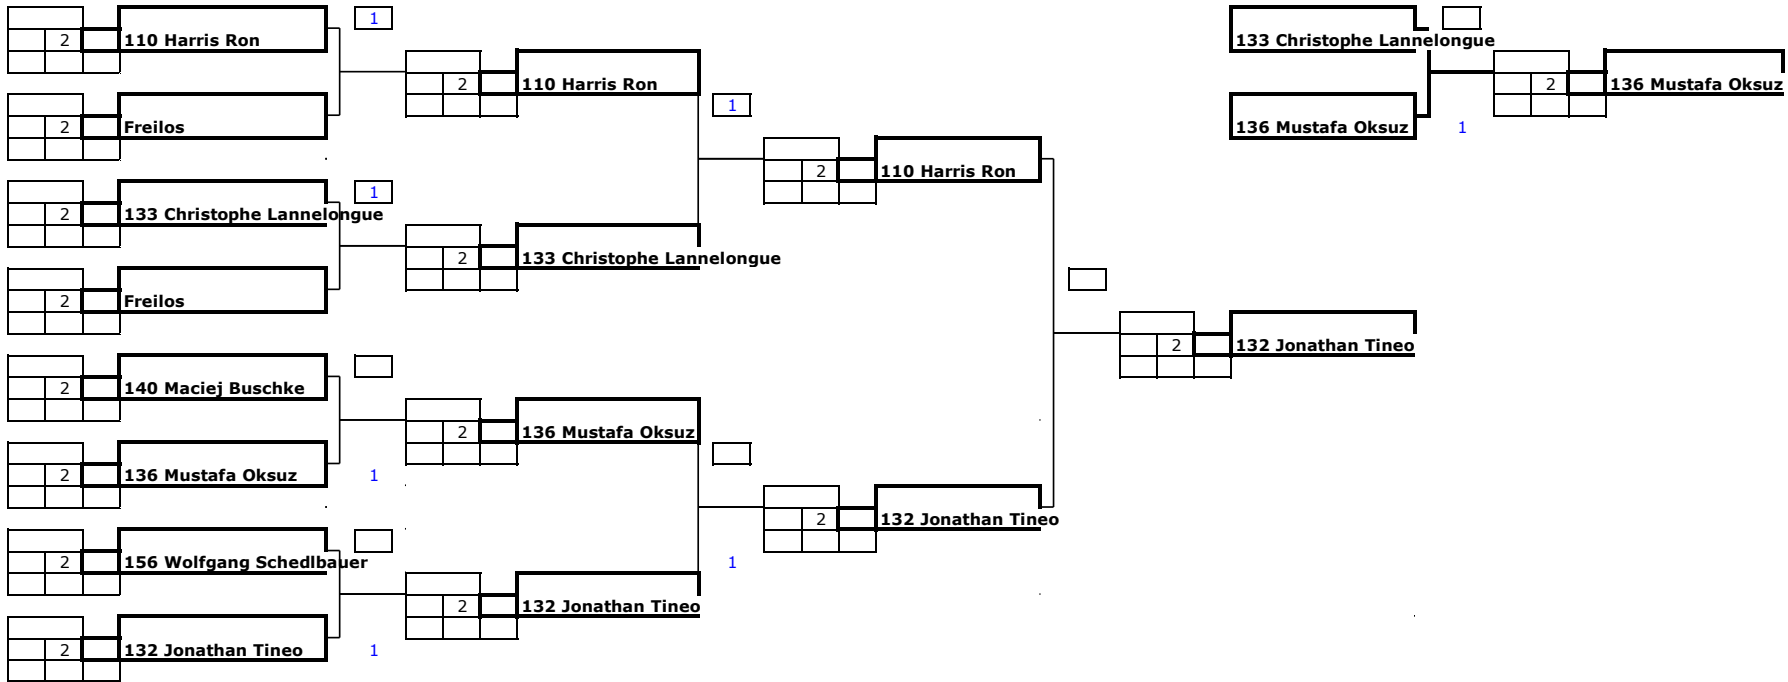 1
2 110 Harris Ron
133 Christophe Lannelongue
2 110 Harris Ron
2 136 Mustafa Oksuz
1
2 Freilos
136 Mustafa Oksuz 1
2 110 Harris Ron
1
2 133 Christophe Lannelongue
2 133 Christophe Lannelongue
2 Freilos
2 132 Jonathan Tineo
2 140 Maciej Buschke
2 136 Mustafa Oksuz
2 136 Mustafa Oksuz 1
2 132 Jonathan Tineo
2 156 Wolfgang Schedlbauer
1
2 132 Jonathan Tineo
2 132 Jonathan Tineo 1